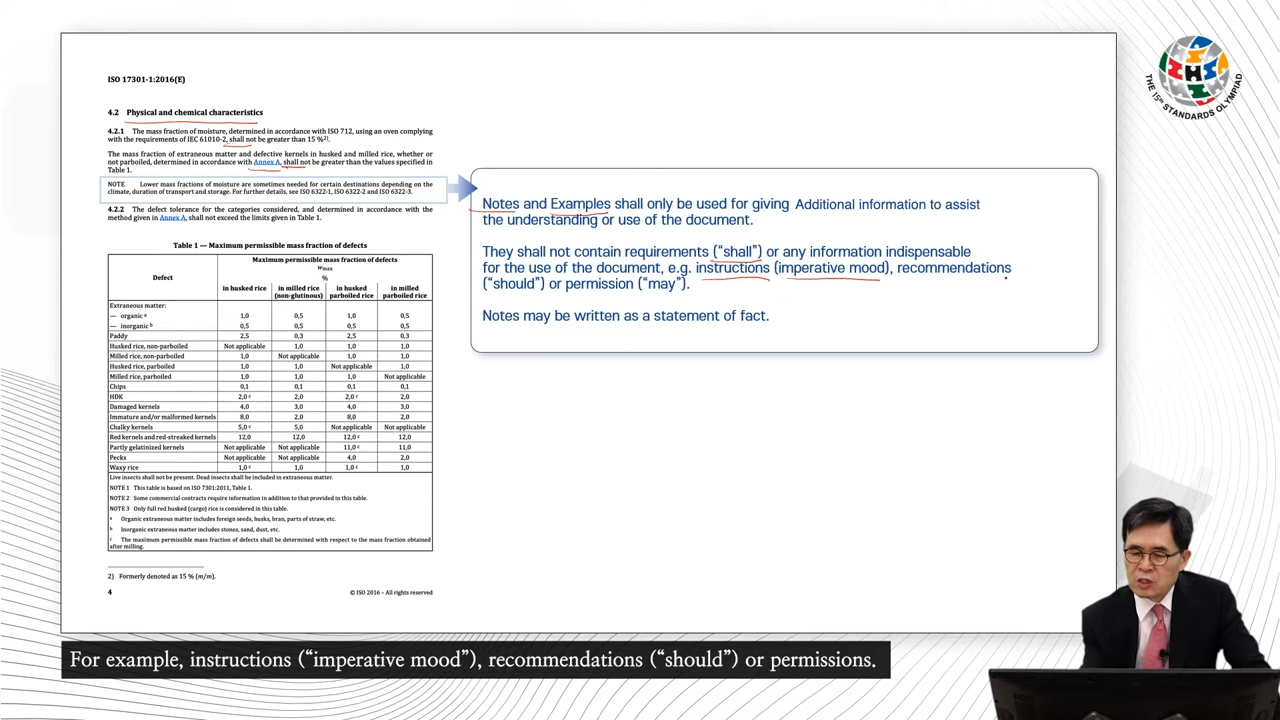 ISO 17301-1:2016(E)
4.2 Physical and chemical characteristics
4.2.1 The mass fraction of moisture, determined in accordance with ISO 712, using an oven complying
with the requirements of IEC 61010-2, shall not be greater than 15 %2).
The mass fraction of extraneous matter and defective kernels in husked and milled rice, whether or
not parboiled, determined in accordance with Annex A, shall not be greater than the values specified in
Table 1.
NOTE Lower mass fractions of moisture are sometimes needed for certain destinations depending on the
climate, duration of transport and storage. For further details, see ISO 6322-1, ISO 6322-2 and ISO 6322-3.
4.2.2 The defect tolerance for the categories considered, and determined in accordance with the
method given in Annex A, shall not exceed the limits given in Table 1.
Table 1 — Maximum permissible mass fraction of defects
Defect
Maximum permissible mass fraction of defects
wmax
%
in husked rice
in milled rice (non-glutinous)
in husked parboiled rice
in milled parboiled rice
Extraneous matter:
— organic a 1,0 0,5 1,0 0,5
— inorganic b 0,5 0,5 0,5 0,5
Paddy 2,5 0,3 2,5 0,3
Husked rice, non-parboiled Not applicable 1,0 1,0 1,0
Milled rice, non-parboiled 1,0 Not applicable 1,0 1,0
Husked rice, parboiled 1,0 1,0 Not applicable 1,0
Milled rice, parboiled 1,0 1,0 1,0 Not applicable
Chips 0,1 0,1 0,1 0,1
HDK 2,0 c 2,0 2,0 c 2,0
Damaged kernels 4,0 3,0 4,0 3,0
Immature and/or malformed kernels 8,0 2,0 8,0 2,0
Chalky kernels 5,0 c 5,0 Not applicable Not applicable
Red kernels and red-streaked kernels 12,0 12,0 12,0 c 12,0
Partly gelatinized kernels Not applicable Not applicable 11,0 c 11,0
Pecks Not applicable Not applicable 4,0 2,0
Waxy rice 1,0 c 1,0 1,0 c 1,0
Live insects shall not be present. Dead insects shall be included in extraneous matter.
NOTE 1 This table is based on ISO 7301:2011, Table 1.
NOTE 2 Some commercial contracts require information in addition to that provided in this table.
NOTE 3 Only full red husked (cargo) rice is considered in this table.
a Organic extraneous matter includes foreign seeds, husks, bran, parts of straw, etc.
b Inorganic extraneous matter includes stones, sand, dust, etc.
c The maximum permissible mass fraction of defects shall be determined with respect to the mass fraction obtained
after milling.
2) Formerly denoted as 15 % (m/m).
4 © ISO 2016 – All rights reserved
Notes and Examples shall only be used for giving Additional information to assist
the understanding or use of the document.
They shall not contain requirements (“shall”) or any information indispensable
for the use of the document, e.g. instructions (imperative mood), recommendations
(“should”) or permission (“may”).
Notes may be written as a statement of fact.
THE 15th STANDARDS OLYMPIAD
For example, instructions (“imperative mood”), recommendations (“should”) or permissions.